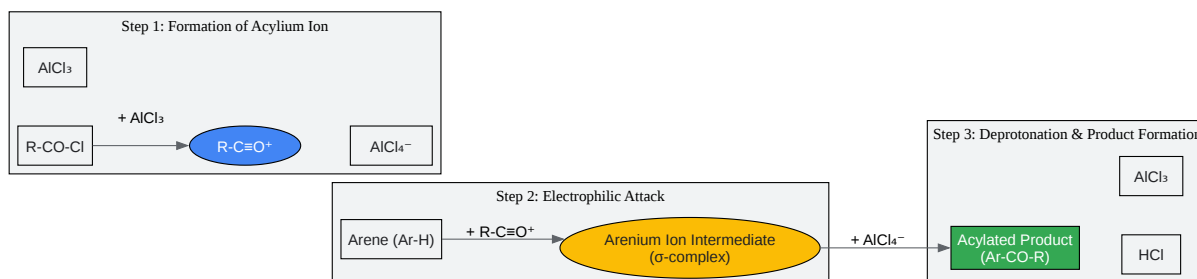 Step 1: Formation of Acylium Ion
AlCl₃
+ AlCl₃
R-CO-Cl
R-C≡O⁺
AlCl₄⁻
Step 2: Electrophilic Attack
Arene (Ar-H)
+ R-C≡O⁺
Arenium Ion Intermediate
(σ-complex)
+ AlCl₄⁻
Step 3: Deprotonation & Product Formation
AlCl₃
Acylated Product
(Ar-CO-R)
HCl